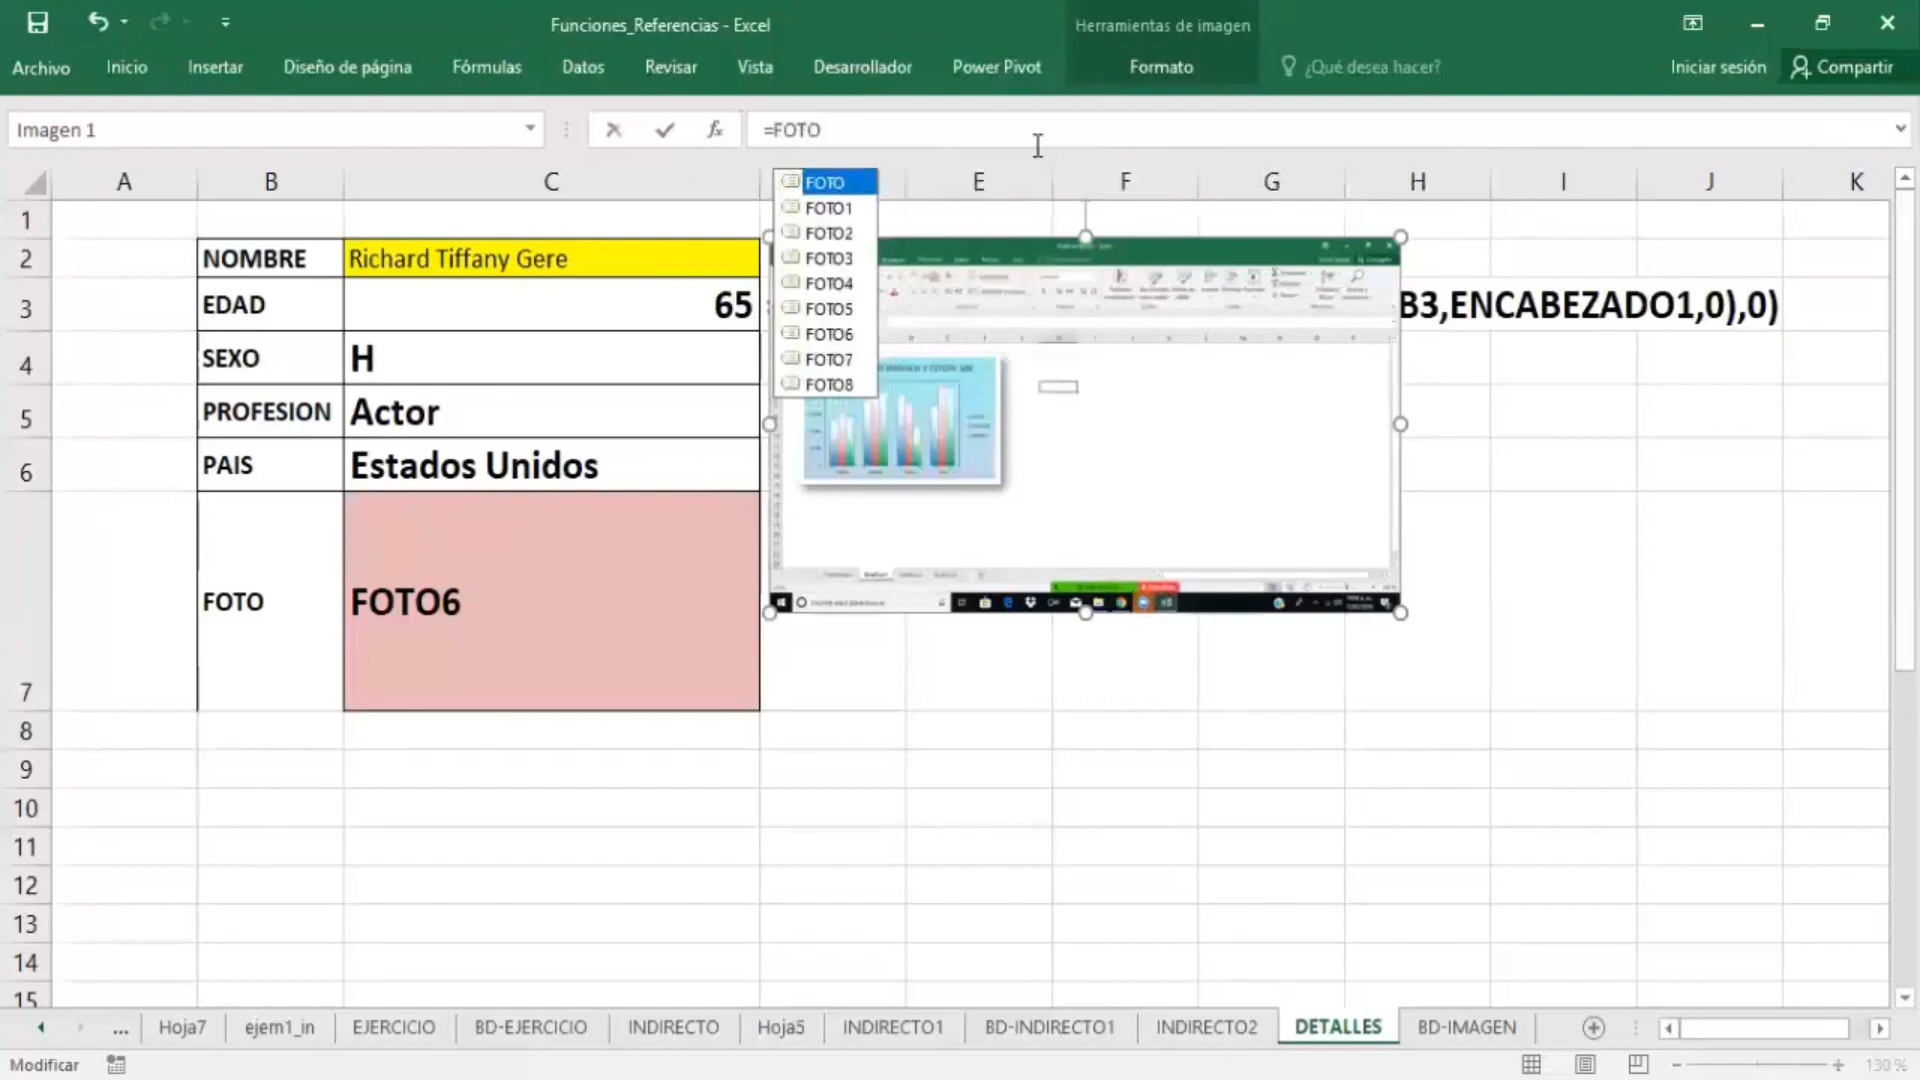 Funciones_Referencias - Excel
Herramientas de imagen
Archivo Inicio Insertar Diseño de página Fórmulas Datos Revisar Vista Desarrollador Power Pivot Formato ¿Qué desea hacer? Iniciar sesión Compartir
Imagen 1 fx =FOTO
A B C E F G H I J K
FOTO
FOTO1
FOTO2
FOTO3
FOTO4
FOTO5
FOTO6
FOTO7
FOTO8
1
2 NOMBRE Richard Tiffany Gere
3 EDAD 65 B3,ENCABEZADO1,0),0)
4 SEXO H
5 PROFESION Actor
6 PAIS Estados Unidos
7 FOTO FOTO6
8
9
10
11
12
13
14
15
... Hoja7 ejem1_in EJERCICIO BD-EJERCICIO INDIRECTO Hoja5 INDIRECTO1 BD-INDIRECTO1 INDIRECTO2 DETALLES BD-IMAGEN
Modificar 130 %